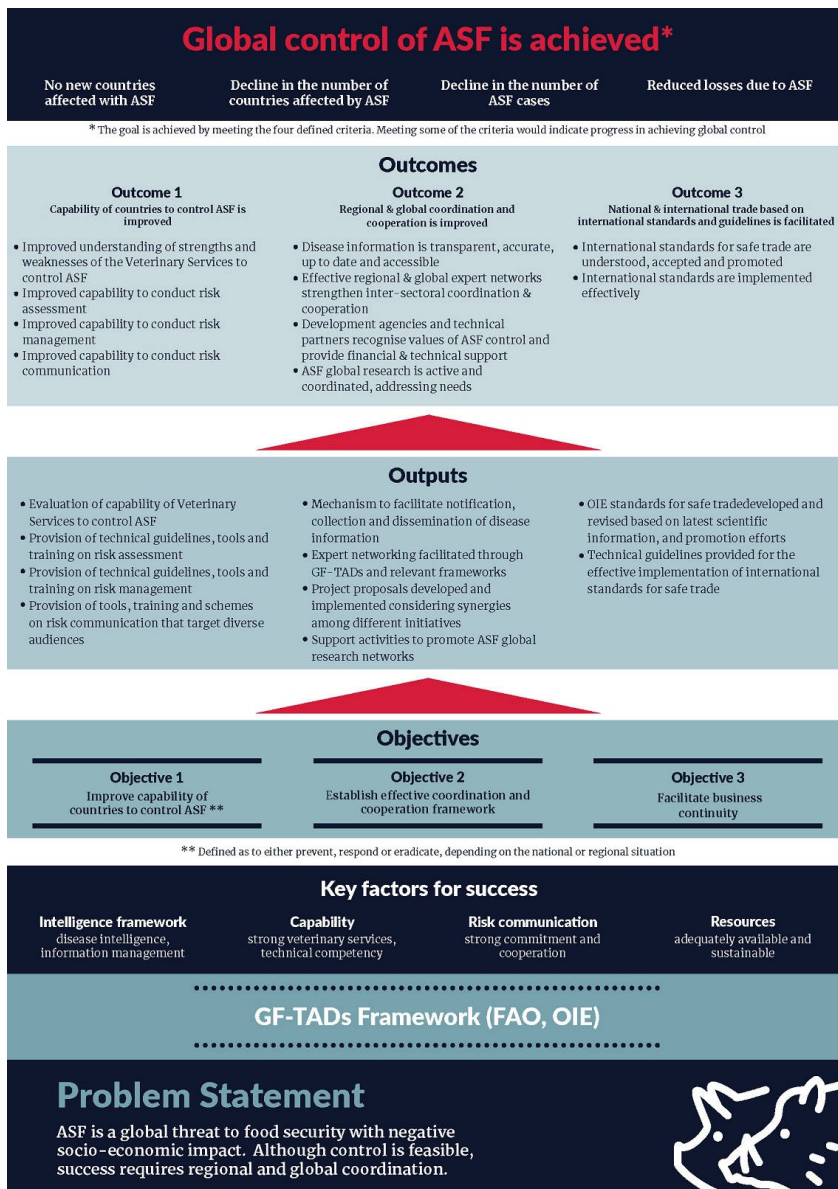 Global control of ASF is achieved*
No new countries
affected with ASF
Decline in the number of
countries affected by ASF
Decline in the number of
ASF cases
Reduced losses due to ASF
* The goal is achieved by meeting the four defined criteria. Meeting some of the criteria would indicate progress in achieving global control
Outcomes
Outcome 1
Capability of countries to control ASF is
improved
• Improved understanding of strengths and
weaknesses of the Veterinary Services to
control ASF
• Improved capability to conduct risk
assessment
• Improved capability to conduct risk
management
• Improved capability to conduct risk
communication
Outcome 2
Regional & global coordination and
cooperation is improved
• Disease information is transparent, accurate,
up to date and accessible
• Effective regional & global expert networks
strengthen inter-sectoral coordination &
cooperation
• Development agencies and technical
partners recognise values of ASF control and
provide financial & technical support
• ASF global research is active and
coordinated, addressing needs
Outcome 3
National & international trade based on
international standards and guidelines is facilitated
• International standards for safe trade are
understood, accepted and promoted
• International standards are implemented
effectively
Outputs
• Evaluation of capability of Veterinary
Services to control ASF
• Provision of technical guidelines, tools and
training on risk assessment
• Provision of technical guidelines, tools and
training on risk management
• Provision of tools, training and schemes
on risk communication that target diverse
audiences
• Mechanism to facilitate notification,
collection and dissemination of disease
information
• Expert networking facilitated through
GF-TADs and relevant frameworks
• Project proposals developed and
implemented considering synergies
among different initiatives
• Support activities to promote ASF global
research networks
• OIE standards for safe tradedeveloped and
revised based on latest scientific
information, and promotion efforts
• Technical guidelines provided for the
effective implementation of international
standards for safe trade
Objectives
Objective 1
Improve capability of
countries to control ASF **
Objective 2
Establish effective coordination and
cooperation framework
Objective 3
Facilitate business
continuity
** Defined as to either prevent, respond or eradicate, depending on the national or regional situation
Key factors for success
Intelligence framework
disease intelligence,
information management
Capability
strong veterinary services,
technical competency
Risk communication
strong commitment and
cooperation
Resources
adequately available and
sustainable
GF-TADs Framework (FAO, OIE)
Problem Statement
ASF is a global threat to food security with negative
socio-economic impact. Although control is feasible,
success requires regional and global coordination.